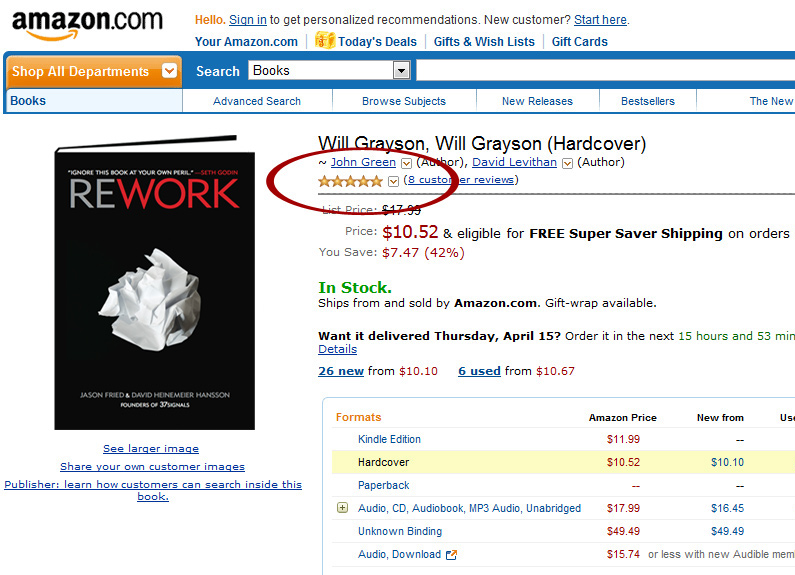 amazon.com
Hello. Sign in to get personalized recommendations. New customer? Start here.
Your Amazon.com Today's Deals Gifts & Wish Lists Gift Cards
Shop All Departments Search Books
Books Advanced Search Browse Subjects New Releases Bestsellers The New
"IGNORE THIS BOOK AT YOUR OWN PERIL." —SETH GODIN
REWORK
JASON FRIED & DAVID HEINEMEIER HANSSON
FOUNDERS OF 37SIGNALS
See larger image
Share your own customer images
Publisher: learn how customers can search inside this
book.
Will Grayson, Will Grayson (Hardcover)
~ John Green (Author), David Levithan (Author)
(8 customer reviews)
List Price: $17.99
Price: $10.52 & eligible for FREE Super Saver Shipping on orders
You Save: $7.47 (42%)
In Stock.
Ships from and sold by Amazon.com. Gift-wrap available.
Want it delivered Thursday, April 15? Order it in the next 15 hours and 53 min
Details
26 new from $10.10 6 used from $10.67
Formats Amazon Price New from Use
Kindle Edition $11.99 --
Hardcover $10.52 $10.10
Paperback -- --
Audio, CD, Audiobook, MP3 Audio, Unabridged $17.99 $16.45
Unknown Binding $49.49 $49.49
Audio, Download $15.74 or less with new Audible mem